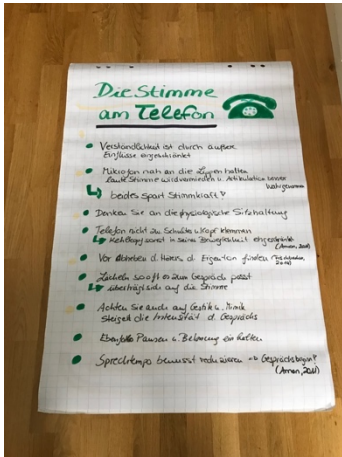 Die Stimme
am Telefon
Verständlichkeit ist durch äußere
Einflüsse eingeschränkt
Mikrofon nah an die Lippen halten
laute Stimme wird vermieden u. Artikulation besser
wahrgenommen
beides spart Stimmkraft!
Denken Sie an die physiologische Sitzhaltung
Telefon nicht zw. Schulter u. Kopf klemmen
Kehlkopf sonst in seiner Beweglichkeit eingeschränkt
(Amon, 2011)
Vor Abheben d. Hörers d. Eigenton finden
Lächeln so oft es zum Gespräch passt
überträgt sich auf die Stimme
Achten Sie auch auf Gestik u. Mimik
steigert die Intensität d. Gesprächs
Ebenfalls Pausen u. Betonung einhalten
Sprechtempo bewusst reduzieren Gesprächsbeginn!
(Amon, 2011)